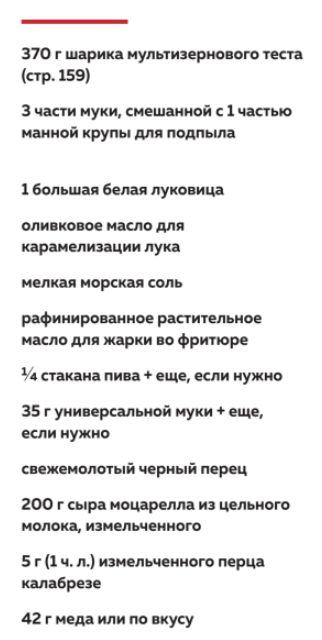 370 г шарика мультизернового теста
(стр. 159)
3 части муки, смешанной с 1 частью
манной крупы для подпыла
1 большая белая луковица
оливковое масло для
карамелизации лука
мелкая морская соль
рафинированное растительное
масло для жарки во фритюре
¼ стакана пива + еще, если нужно
35 г универсальной муки + еще,
если нужно
свежемолотый черный перец
200 г сыра моцарелла из цельного
молока, измельченного
5 г (1 ч. л.) измельченного перца
калабрезе
42 г меда или по вкусу